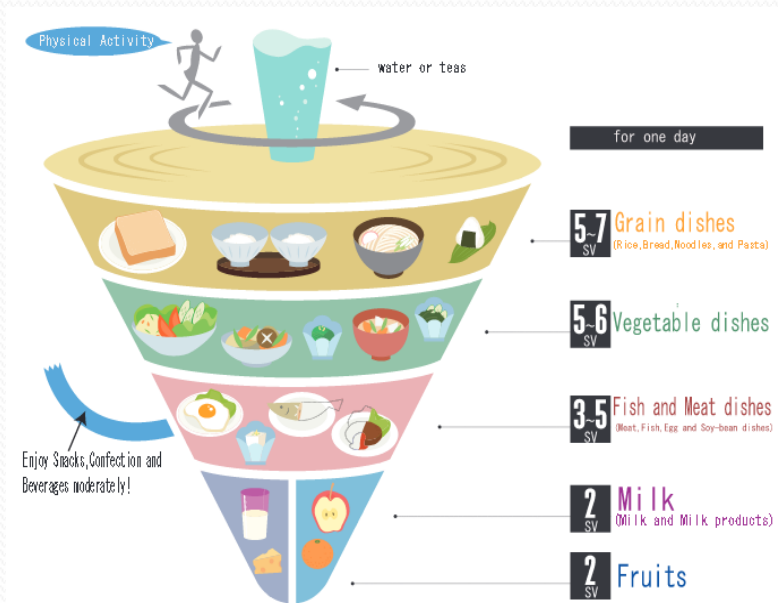 Physical Activity
water or teas
for one day
5~7
SV
Grain dishes
(Rice,Bread,Noodles,and Pasta)
5~6
SV
Vegetable dishes
3~5
SV
Fish and Meat dishes
(Meat,Fish,Egg and Soy-bean dishes)
Enjoy Snacks,Confection and
Beverages moderately!
2
SV
Milk
(Milk and Milk products)
2
SV
Fruits